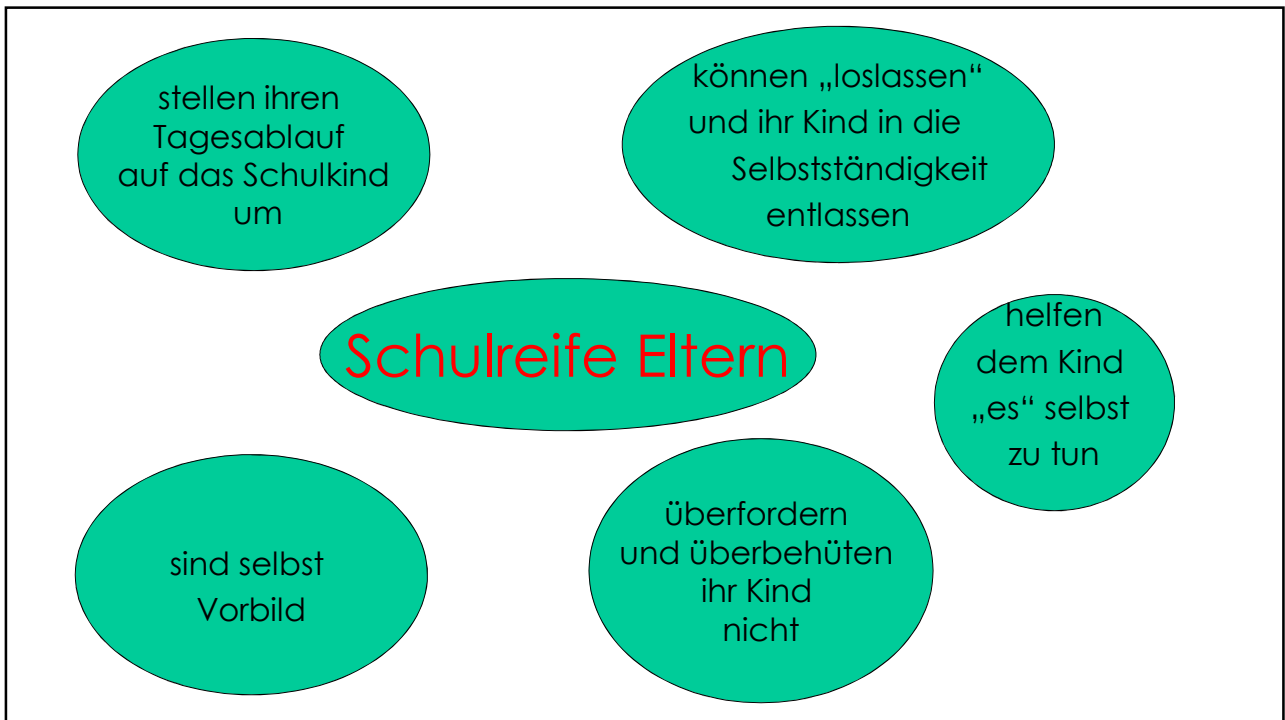 stellen ihren
Tagesablauf
auf das Schulkind
um
können „loslassen“
und ihr Kind in die
Selbstständigkeit
entlassen
Schulreife Eltern
helfen
dem Kind
„es“ selbst
zu tun
sind selbst
Vorbild
überfordern
und überbehüten
ihr Kind
nicht